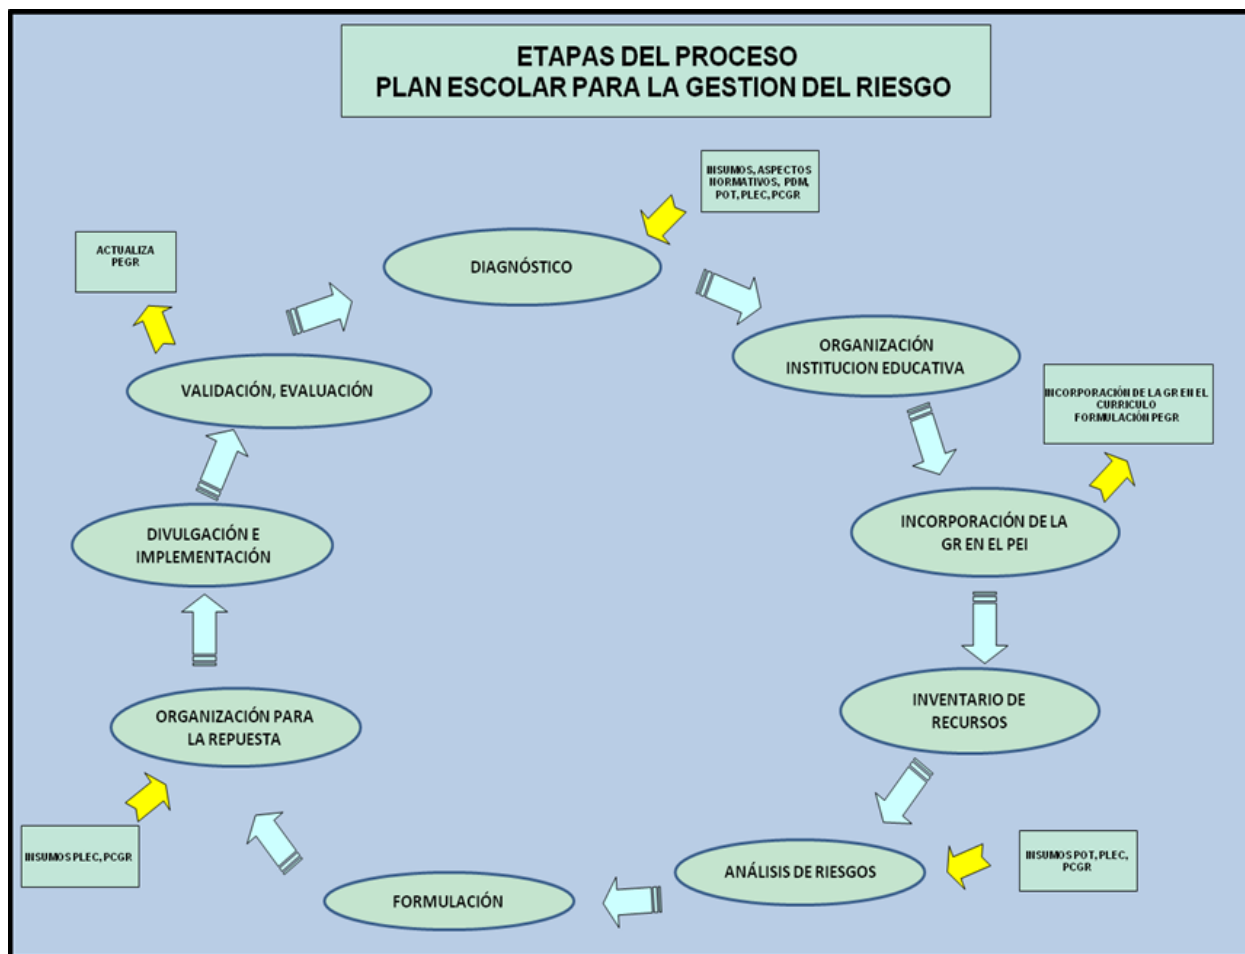 ETAPAS DEL PROCESO
PLAN ESCOLAR PARA LA GESTION DEL RIESGO
INSUMOS, ASPECTOS
NORMATIVOS, PDM,
POT, PLEC, PCGR
ACTUALIZA
PEGR
DIAGNÓSTICO
ORGANIZACIÓN
INSTITUCION EDUCATIVA
VALIDACIÓN, EVALUACIÓN
INCORPORACIÓN DE LA GR EN EL
CURRICULO
FORMULACIÓN PEGR
INCORPORACIÓN DE LA
GR EN EL PEI
DIVULGACIÓN E
IMPLEMENTACIÓN
INVENTARIO DE
RECURSOS
ORGANIZACIÓN PARA
LA REPUESTA
INSUMOS PLEC, PCGR
ANÁLISIS DE RIESGOS
INSUMOS POT, PLEC,
PCGR
FORMULACIÓN